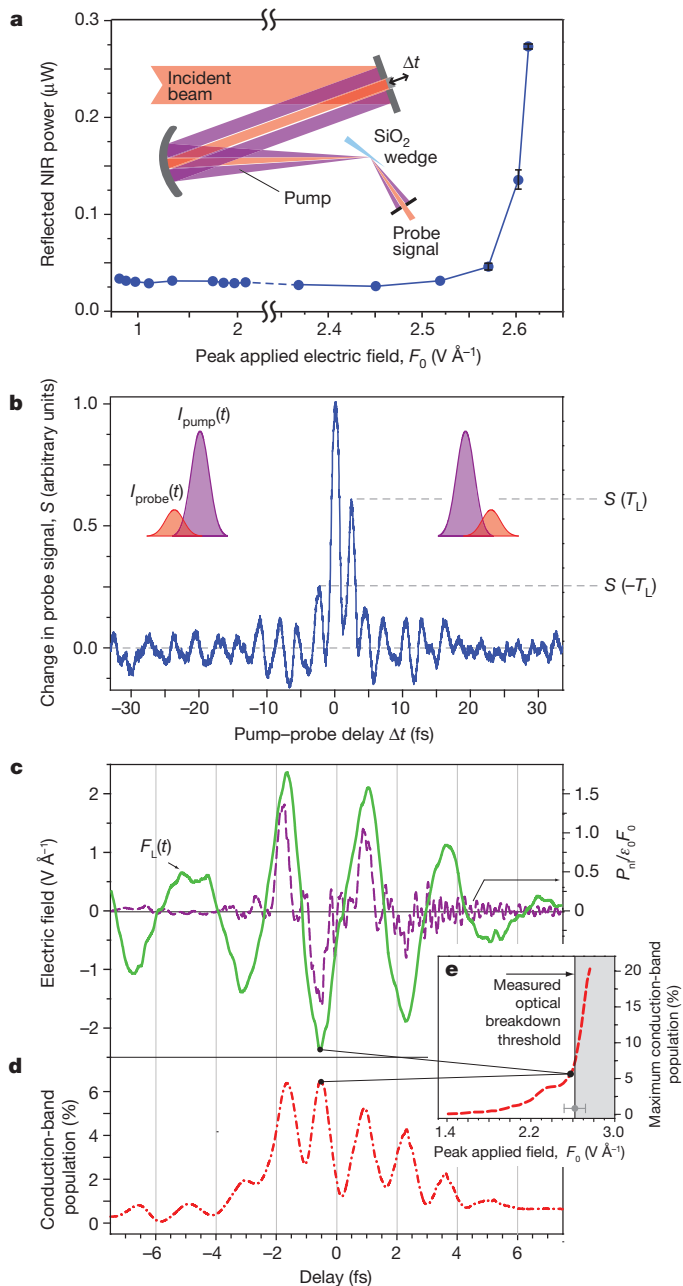 a
0.3
0.2
0.1
0.0
Reflected NIR power (μW)
Incident
beam
Δt
SiO2
wedge
Pump
Probe
signal
1
2
2.4
2.5
2.6
Peak applied electric field, F0 (V Å–1)
b
1.0
0.5
0.0
Change in probe signal, S (arbitrary units)
Ipump(t)
Iprobe(t)
S (TL)
S (–TL)
–30
–20
–10
0
10
20
30
Pump–probe delay Δt (fs)
c
2
1
0
–1
–2
Electric field (V Å–1)
FL(t)
1.5
1.0
0.5
0
Pnl/ε0F0
e
Measured
optical
breakdown
threshold
20
15
10
5
0
Maximum conduction-band
population (%)
1.4
2.2
3.0
Peak applied field, F0 (V Å–1)
d
6
4
2
0
Conduction-band
population (%)
–6
–4
–2
0
2
4
6
Delay (fs)